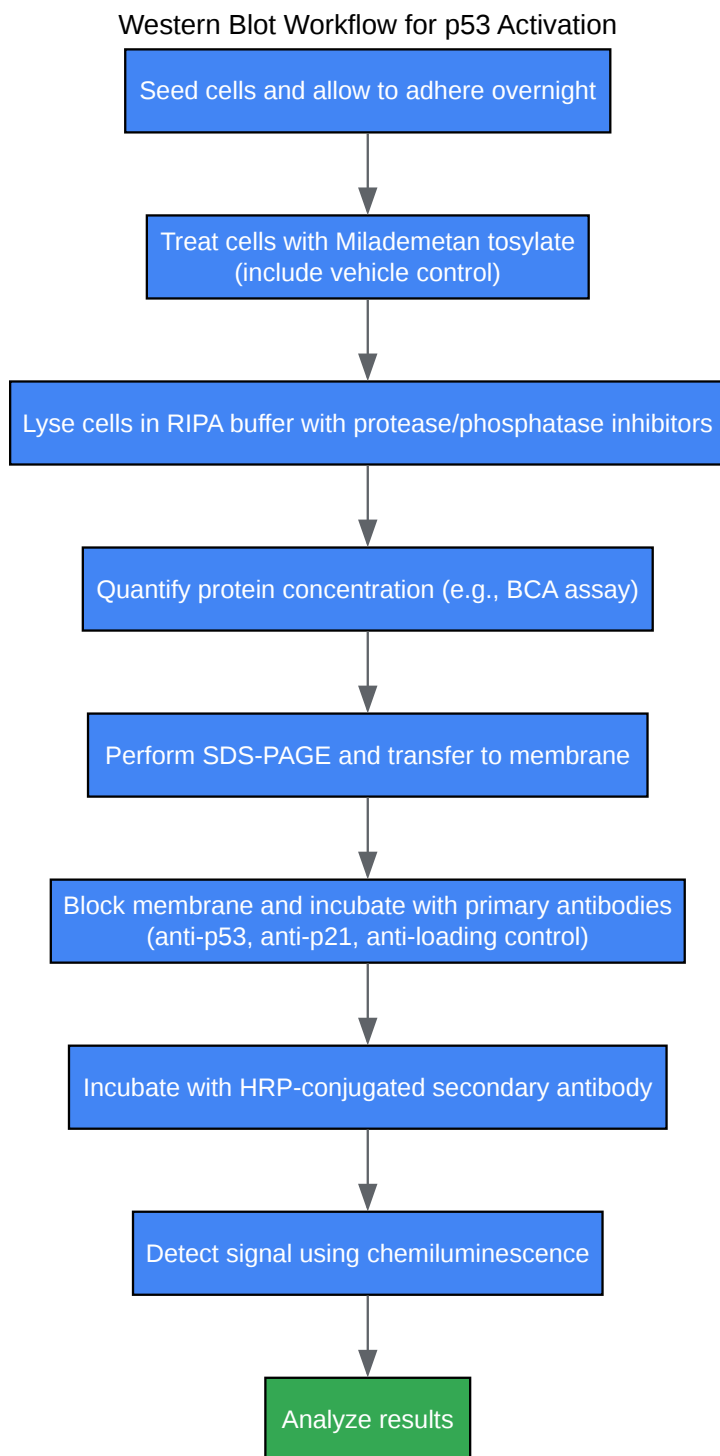 Western Blot Workflow for p53 Activation
Seed cells and allow to adhere overnight
Treat cells with Milademetan tosylate
(include vehicle control)
Lyse cells in RIPA buffer with protease/phosphatase inhibitors
Quantify protein concentration (e.g., BCA assay)
Perform SDS-PAGE and transfer to membrane
Block membrane and incubate with primary antibodies
(anti-p53, anti-p21, anti-loading control)
Incubate with HRP-conjugated secondary antibody
Detect signal using chemiluminescence
Analyze results